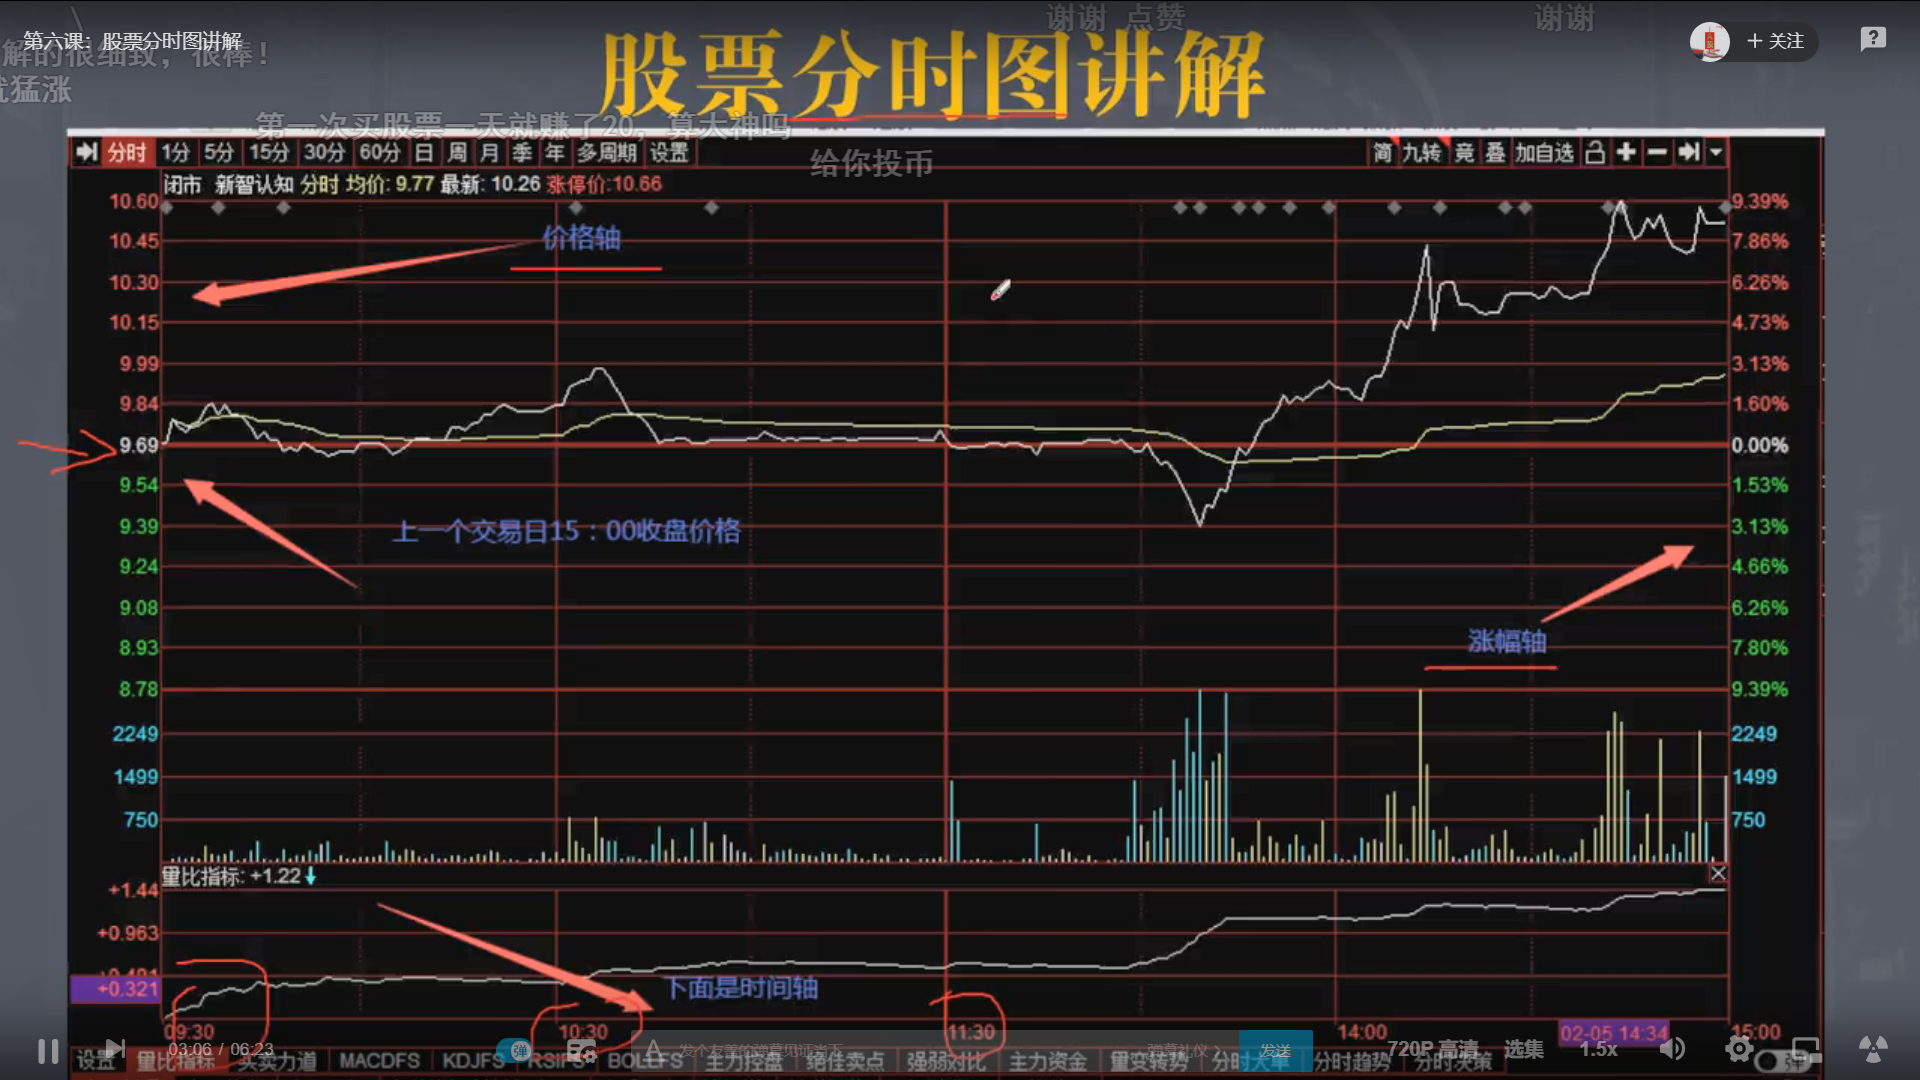 谢谢 点赞
谢谢
第六课：股票分时图讲解
解的很细致，很棒！
股票分时图讲解
+ 关注
猛涨
第一次买股票一天就赚了20，算大神吗
给你投币
分时 1分 5分 15分 30分 60分 日 周 月 季 年 多周期 设置
简 九转 竞 叠 加自选
闭市 新智认知 分时 均价: 9.77 最新: 10.26 涨停价:10.66
10.60 9.39%
价格轴
10.45 7.86%
10.30 6.26%
10.15 4.73%
9.99 3.13%
9.84 1.60%
9.69 0.00%
9.54 1.53%
上一个交易日15：00收盘价格
9.39 3.13%
9.24 4.66%
9.08 6.26%
涨幅轴
8.93 7.80%
8.78 9.39%
2249 2249
1499 1499
750 750
量比指标: +1.22
+1.44
+0.963
+0.321
下面是时间轴
09:30 10:30 11:30 14:00 02-05 14:34 15:00
03:06 / 06:23
弹
发个友善的弹幕见证当下
弹幕礼仪
发送
720P 高清 选集 1.5x
设置 量比指标 买卖力道 MACDFS KDJFS RSIFS BOLLFS 主力控盘 绝佳卖点 强弱对比 主力资金 量变转势 分时大单 分时趋势 分时决策